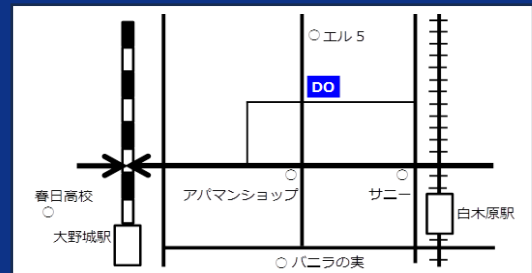 エル５
DO
アパマンショップ
サニー
春日高校
白木原駅
大野城駅
バニラの実